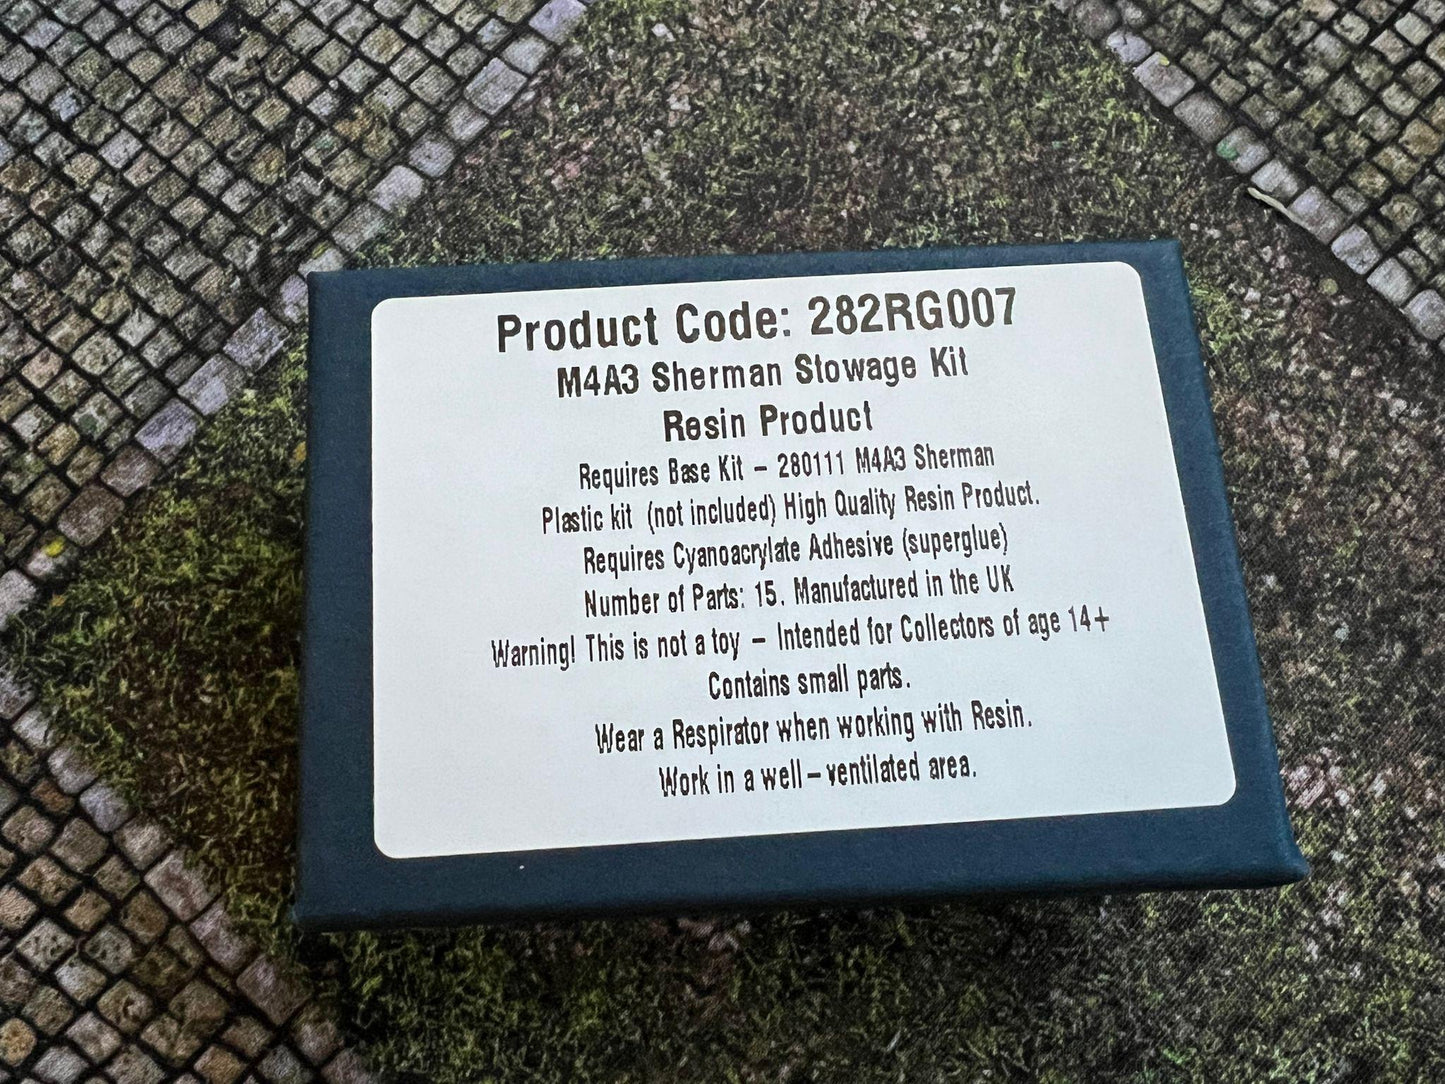 Product Code: 282RG007
M4A3 Sherman Stowage Kit
Resin Product
Requires Base Kit – 280111 M4A3 Sherman
Plastic kit (not included) High Quality Resin Product.
Requires Cyanoacrylate Adhesive (superglue)
Number of Parts: 15. Manufactured in the UK
Warning! This is not a toy – Intended for Collectors of age 14+
Contains small parts.
Wear a Respirator when working with Resin.
Work in a well–ventilated area.